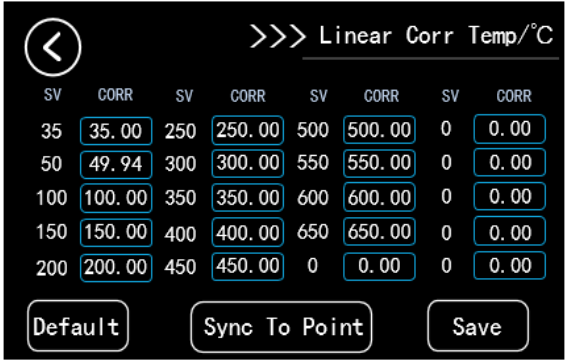 >>> Linear Corr Temp/℃
SV CORR SV CORR SV CORR SV CORR
35 35.00 250 250.00 500 500.00 0 0.00
50 49.94 300 300.00 550 550.00 0 0.00
100 100.00 350 350.00 600 600.00 0 0.00
150 150.00 400 400.00 650 650.00 0 0.00
200 200.00 450 450.00 0 0.00 0 0.00
Default Sync To Point Save